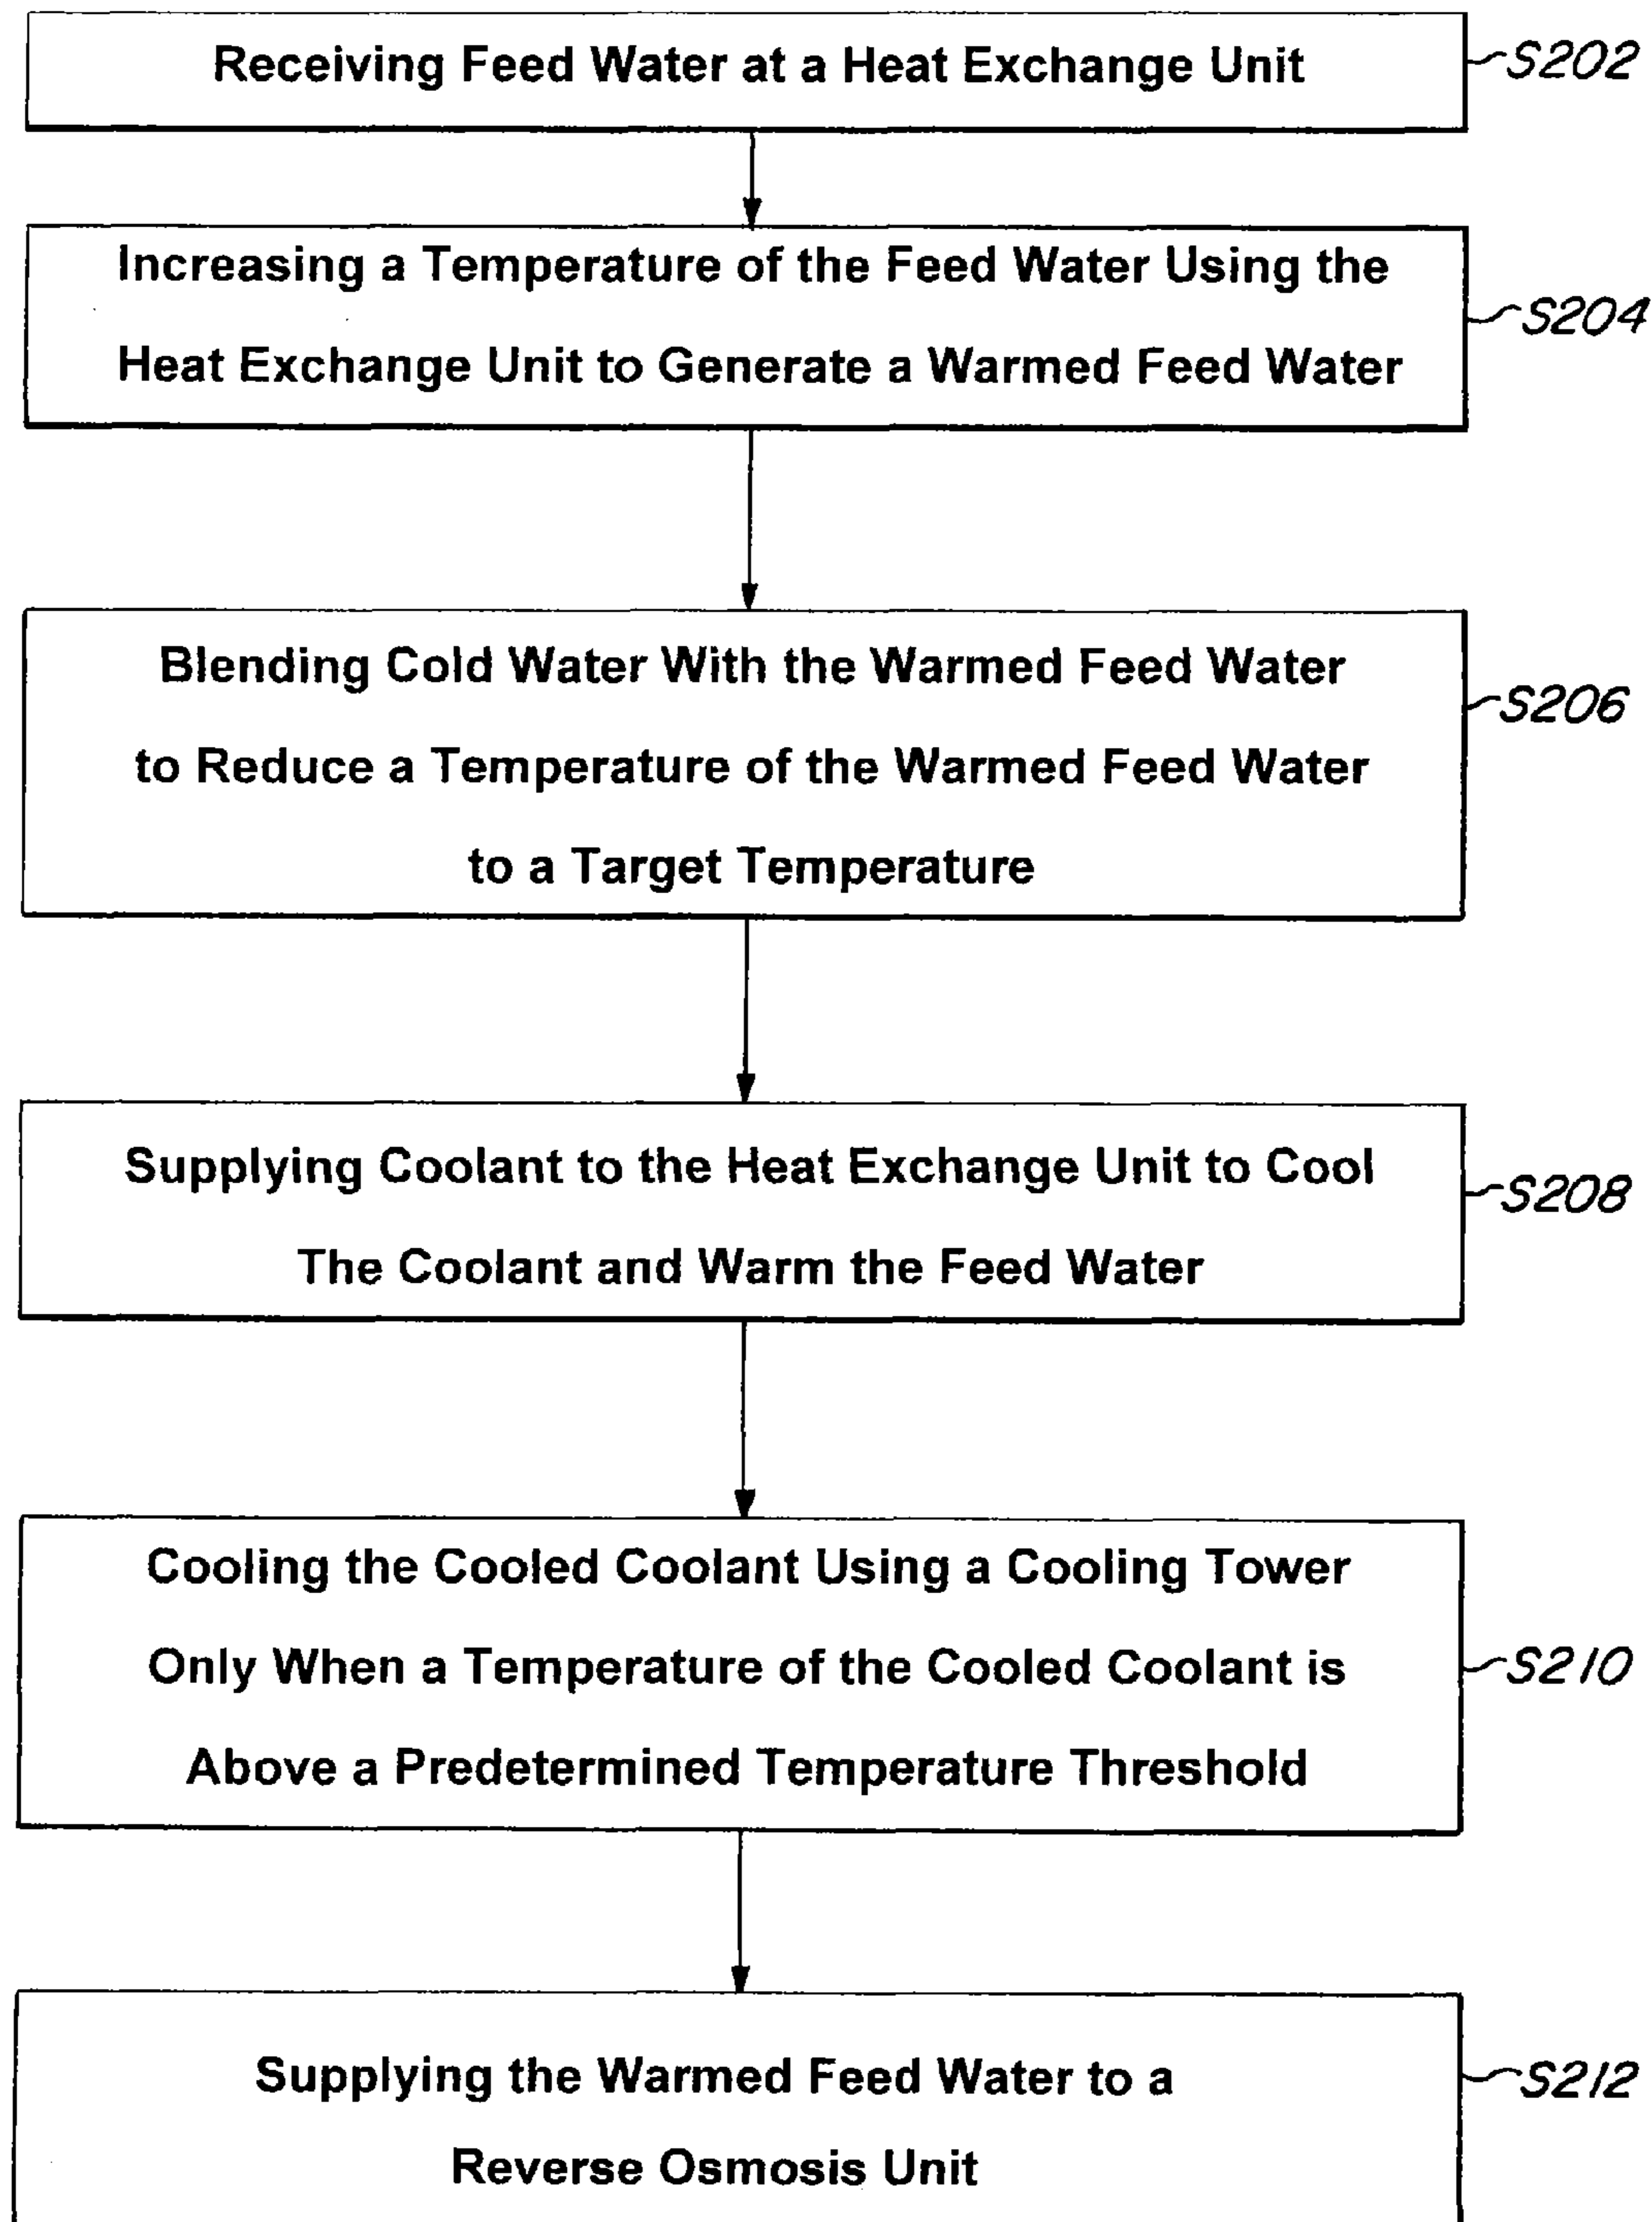 Receiving Feed Water at a Heat Exchange Unit
S202
Increasing a Temperature of the Feed Water Using the
Heat Exchange Unit to Generate a Warmed Feed Water
S204
Blending Cold Water With the Warmed Feed Water
to Reduce a Temperature of the Warmed Feed Water
to a Target Temperature
S206
Supplying Coolant to the Heat Exchange Unit to Cool
The Coolant and Warm the Feed Water
S208
Cooling the Cooled Coolant Using a Cooling Tower
Only When a Temperature of the Cooled Coolant is
Above a Predetermined Temperature Threshold
S210
Supplying the Warmed Feed Water to a
Reverse Osmosis Unit
S212